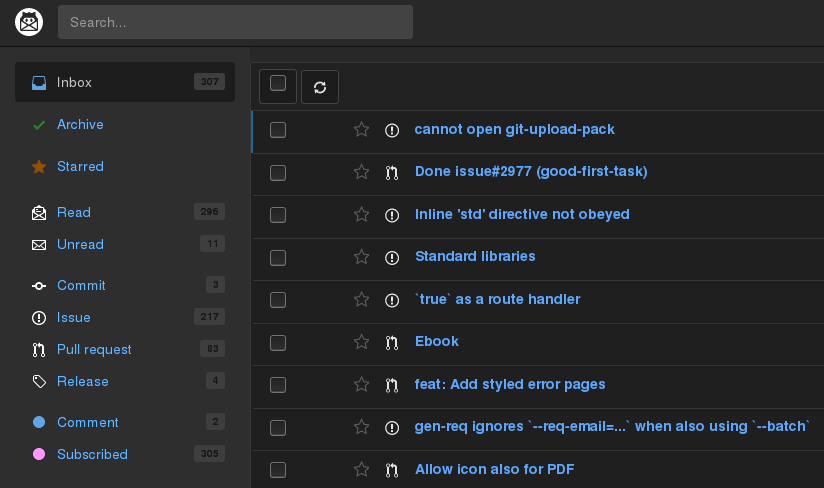 Search...
Inbox 307
Archive
Starred
Read 296
Unread 11
Commit 3
Issue 217
Pull request 83
Release 4
Comment 2
Subscribed 305
cannot open git-upload-pack
Done issue#2977 (good-first-task)
Inline 'std' directive not obeyed
Standard libraries
`true` as a route handler
Ebook
feat: Add styled error pages
gen-req ignores `--req-email=...` when also using `--batch`
Allow icon also for PDF